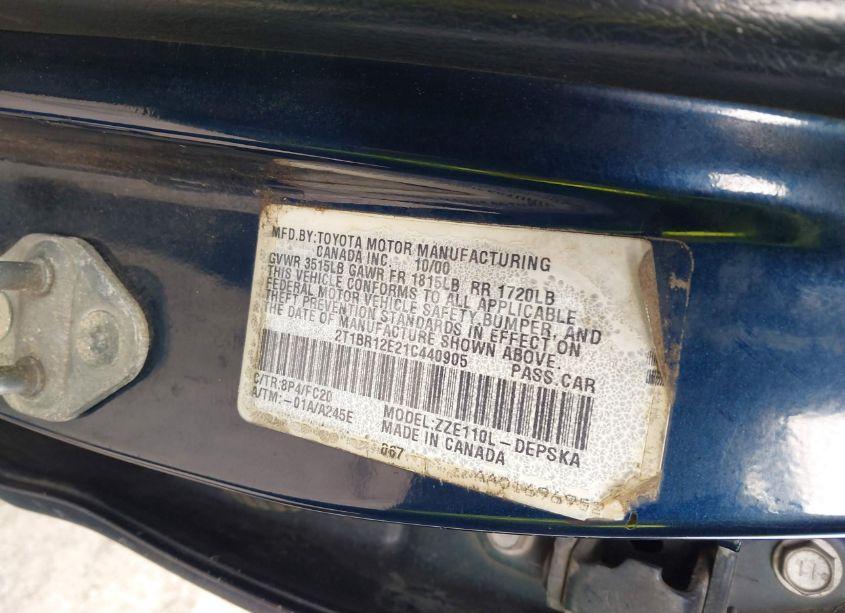 MFD.BY:TOYOTA MOTOR MANUFACTURING
CANADA INC. 10/00
GVWR 3515LB GAWR FR 1815LB RR 1720LB
THIS VEHICLE CONFORMS TO ALL APPLICABLE
FEDERAL MOTOR VEHICLE SAFETY,BUMPER, AND
THEFT PREVENTION STANDARDS IN EFFECT ON
THE DATE OF MANUFACTURE SHOWN ABOVE.
2T1BR12E21C440905 PASS.CAR
C/TR:8P4/FC20 MODEL:ZZE110L-DEPSKA
A/TM:-01A/A245E MADE IN CANADA
067
11